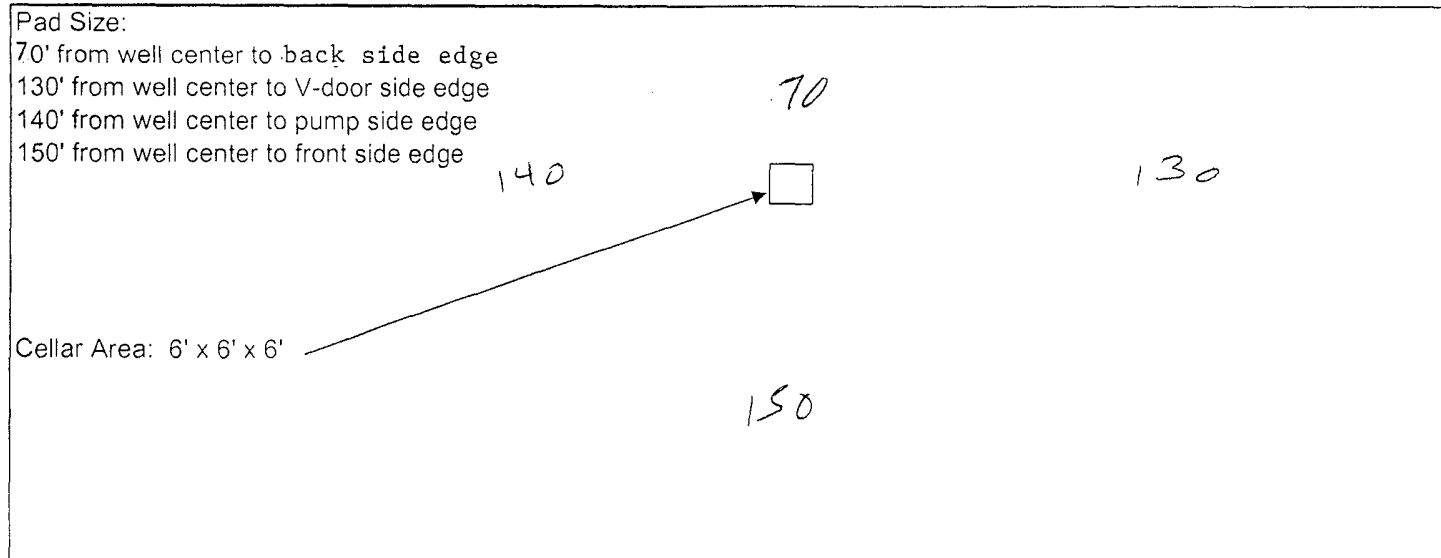 Pad Size:
70' from well center to back side edge
130' from well center to V-door side edge
140' from well center to pump side edge
150' from well center to front side edge
70
140
130
Cellar Area: 6' x 6' x 6'
150